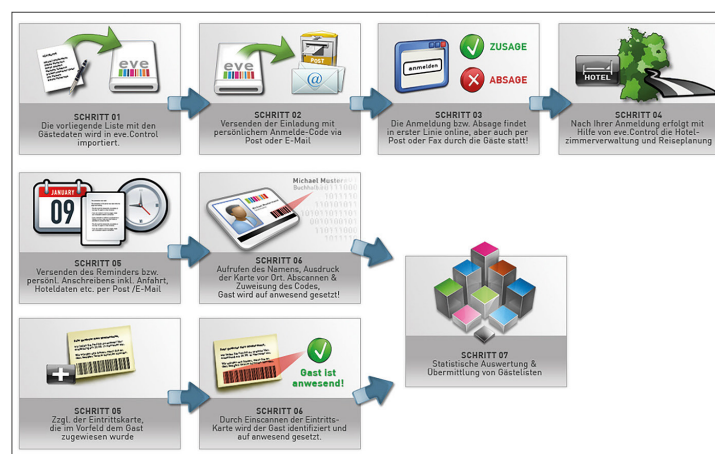 eve
eve
POST
@
anmelden
ZUSAGE
ABSAGE
HOTEL
SCHRITT 01
Die vorliegende Liste mit den
Gästedaten wird in eve.Control
importiert.
SCHRITT 02
Versenden der Einladung mit
persönlichem Anmelde-Code via
Post oder E-Mail
SCHRITT 03
Die Anmeldung bzw. Absage findet
in erster Linie online, aber auch per
Post oder Fax durch die Gäste statt!
SCHRITT 04
Nach Ihrer Anmeldung erfolgt mit
Hilfe von eve.Control die Hotel-
zimmerverwaltung und Reiseplanung
JANUARY
09
SCHRITT 05
Versenden des Reminders bzw.
persönl. Anschreibens inkl. Anfahrt,
Hoteldaten etc. per Post /E-Mail
Michael Muster
SCHRITT 06
Aufrufen des Namens, Ausdruck
der Karte vor Ort. Abscannen &
Zuweisung des Codes,
Gast wird auf anwesend gesetzt!
SCHRITT 07
Statistische Auswertung &
Übermittlung von Gästelisten
SCHRITT 05
Zzgl. der Eintrittskarte,
die im Vorfeld dem Gast
zugewiesen wurde
Gast ist
anwesend!
SCHRITT 06
Durch Einscannen der Eintritts-
Karte wird der Gast identifiziert und
auf anwesend gesetzt.